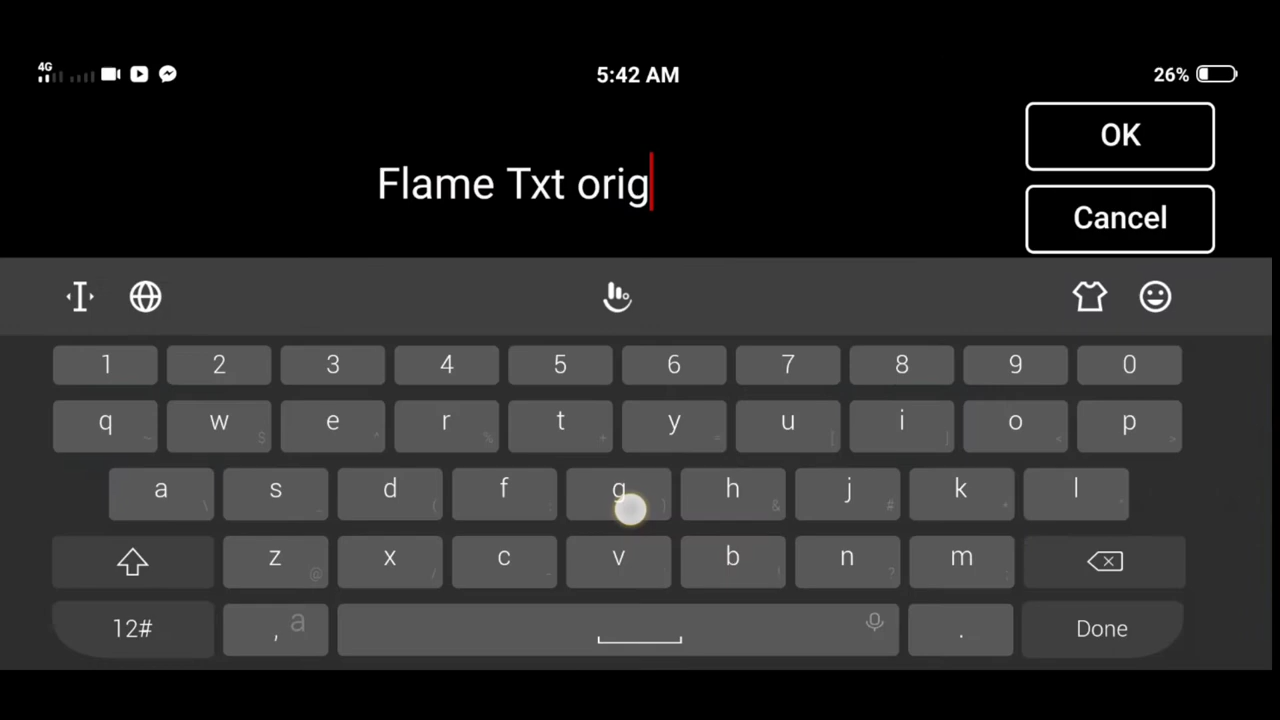 4G 5:42 AM 26%
OK
Flame Txt orig
Cancel
1 2 3 4 5 6 7 8 9 0
q w e r t y u i o p
~ $ ^ % + = [ ] < >
a s d f g h j k l
\ _ ( : ) & # *
z x c v b n m
@ / - ! ? ;
12# , a . Done